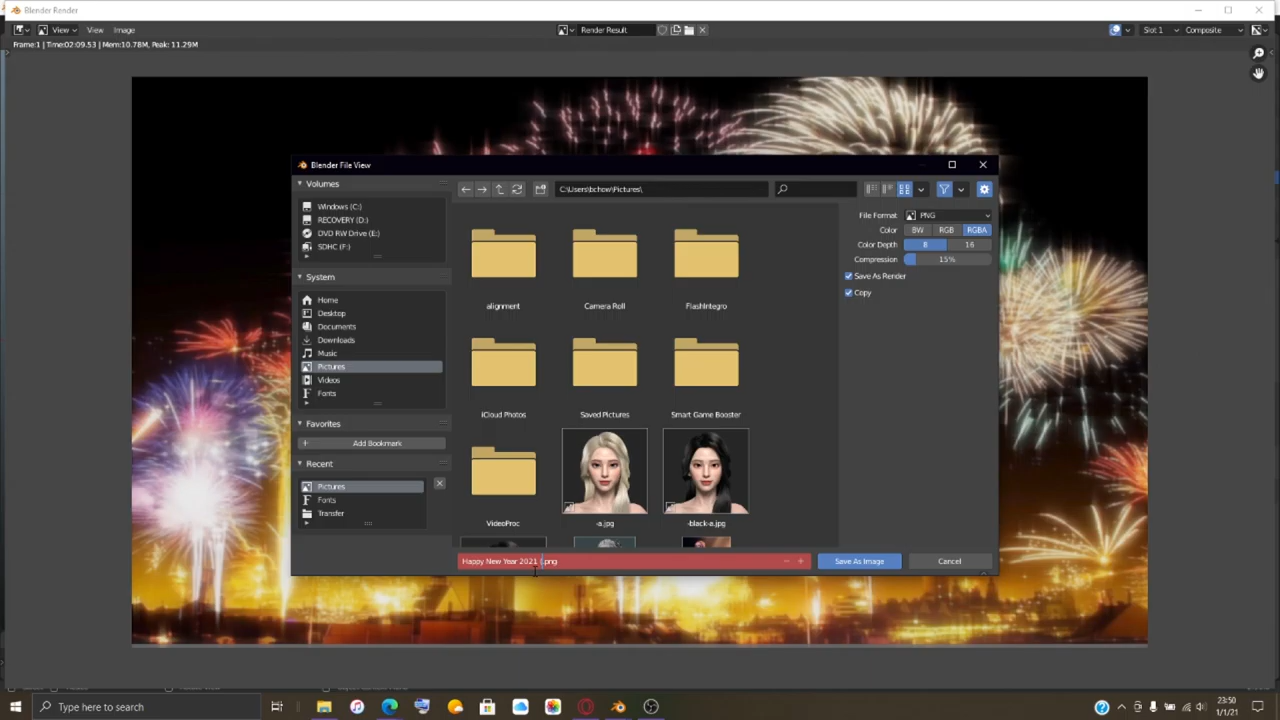 Blender Render
View View Image Render Result Slot 1 Composite
Frame:1 | Time:02:09.53 | Mem:10.78M, Peak: 11.29M
Blender File View
Volumes
Windows (C:)
RECOVERY (D:)
DVD RW Drive (E:)
SDHC (F:)
System
Home
Desktop
Documents
Downloads
Music
Pictures
Videos
Fonts
Favorites
Add Bookmark
Recent
Pictures
Fonts
Transfer
C:\Users\bchow\Pictures\
alignment Camera Roll FlashIntegro
iCloud Photos Saved Pictures Smart Game Booster
VideoProc -a.jpg -black-a.jpg
File Format PNG
Color BW RGB RGBA
Color Depth 8 16
Compression 15%
Save As Render
Copy
Happy New Year 2021 (.png Save As Image Cancel
Type here to search
23:50
1/1/21